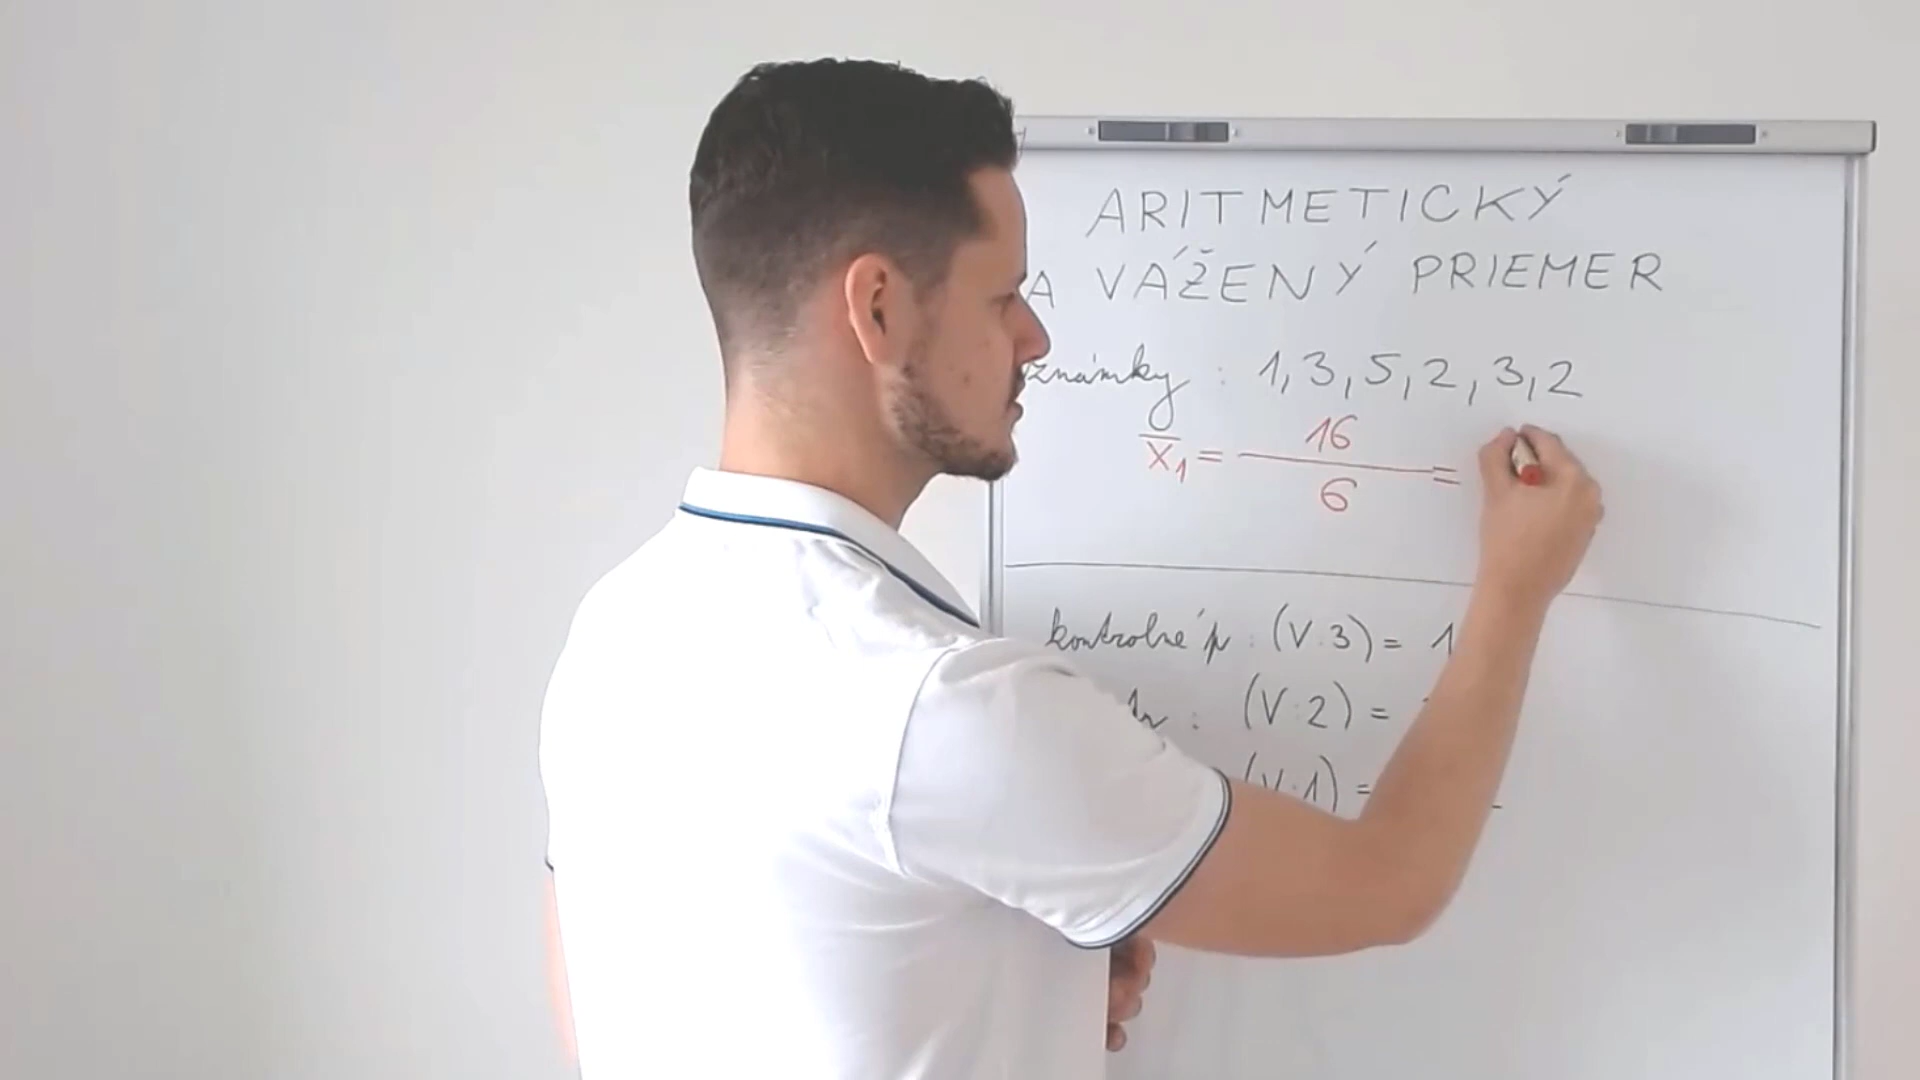 ARITMETICKÝ
A VÁŽENÝ PRIEMER
známky : 1, 3, 5, 2, 3, 2
x̄₁ = 16/6 =
kontrolné p : (V:3) = 1
: (V:2) =
(V:1) =